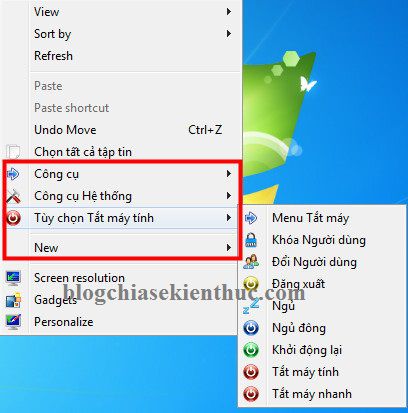 View
Sort by
Refresh
Paste
Paste shortcut
Undo Move Ctrl+Z
Chọn tất cả tập tin
Công cụ
Công cụ Hệ thống
Tùy chọn Tắt máy tính
New
Screen resolution
Gadgets
Personalize
Menu Tắt máy
Khóa Người dùng
Đổi Người dùng
Đăng xuất
Ngủ
Ngủ đông
Khởi động lại
Tắt máy tính
Tắt máy nhanh
blogchiasekienthuc.com